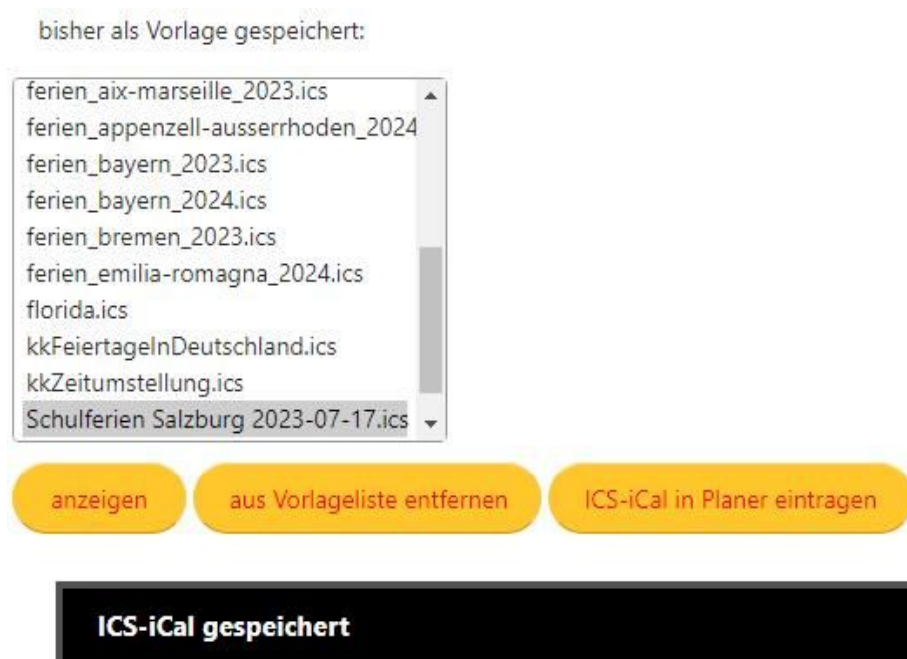 bisher als Vorlage gespeichert:
ferien_aix-marseille_2023.ics
ferien_appenzell-ausserrhoden_2024
ferien_bayern_2023.ics
ferien_bayern_2024.ics
ferien_bremen_2023.ics
ferien_emilia-romagna_2024.ics
florida.ics
kkFeiertageInDeutschland.ics
kkZeitumstellung.ics
Schulferien Salzburg 2023-07-17.ics
anzeigen aus Vorlageliste entfernen ICS-iCal in Planer eintragen
ICS-iCal gespeichert